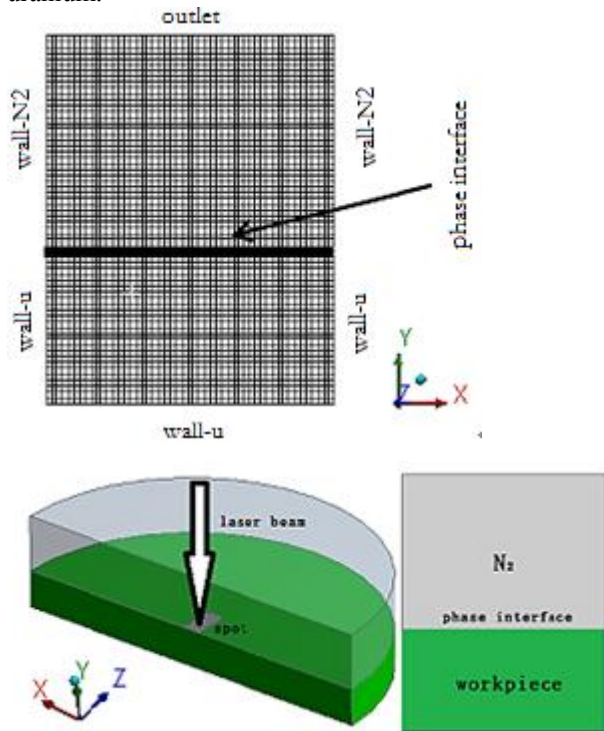 outlet
wall-N2
wall-N2
phase interface
wall-u
wall-u
Y
Z
X
wall-u
laser beam
spot
X
Y
Z
N₂
phase interface
workpiece